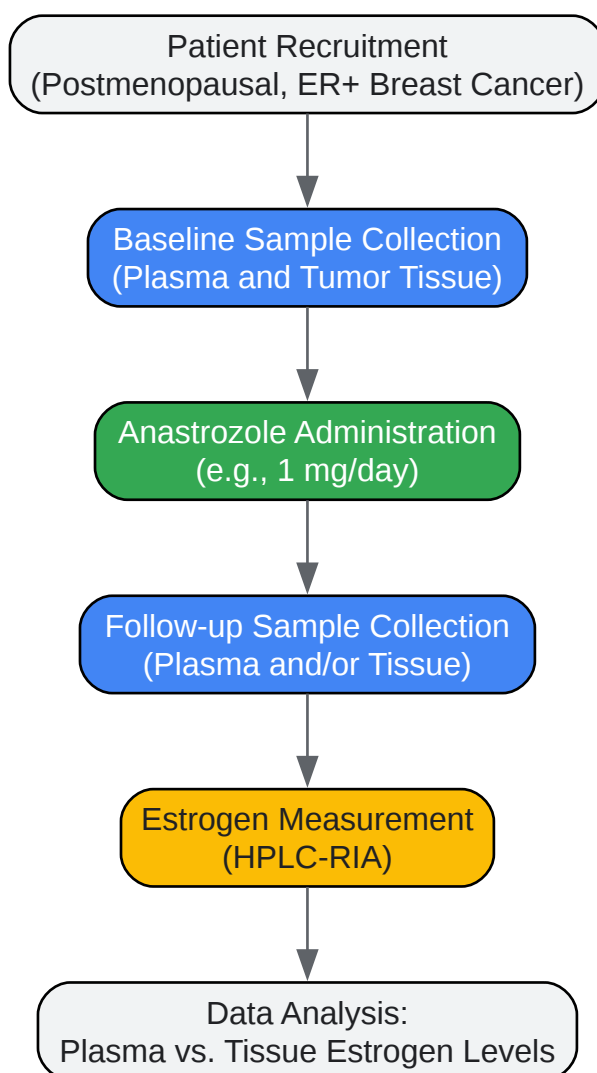 Patient Recruitment
(Postmenopausal, ER+ Breast Cancer)
Baseline Sample Collection
(Plasma and Tumor Tissue)
Anastrozole Administration
(e.g., 1 mg/day)
Follow-up Sample Collection
(Plasma and/or Tissue)
Estrogen Measurement
(HPLC-RIA)
Data Analysis:
Plasma vs. Tissue Estrogen Levels